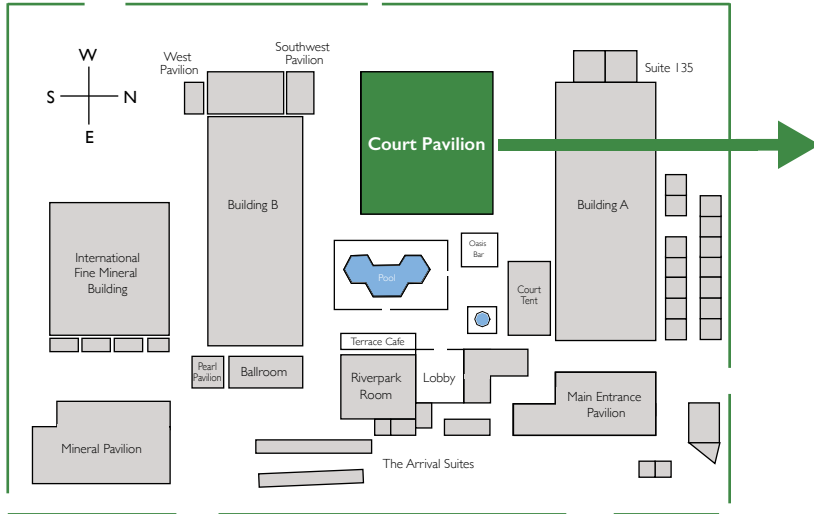 W
S
N
E
West
Pavilion
Southwest
Pavilion
Suite 135
Court Pavilion
Building B
Building A
International
Fine Mineral
Building
Oasis
Bar
Pool
Court
Tent
Terrace Cafe
Pearl
Pavilion
Ballroom
Riverpark
Room
Lobby
Main Entrance
Pavilion
Mineral Pavilion
The Arrival Suites